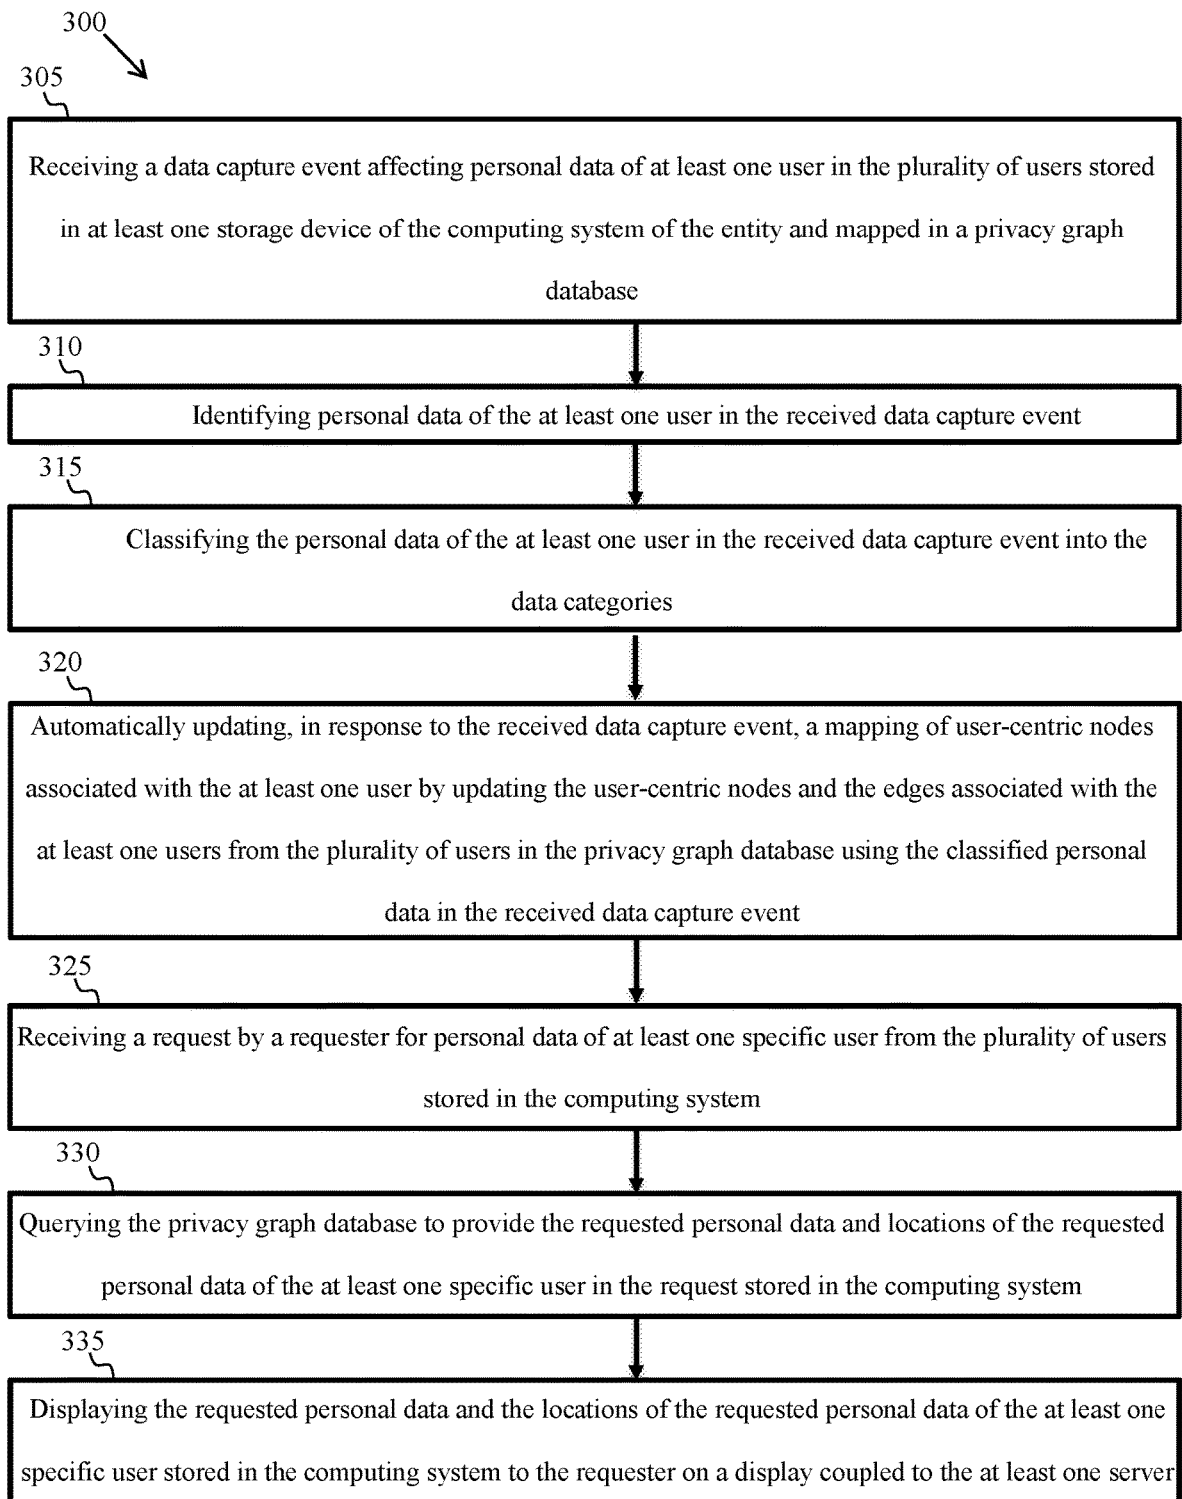 300
305
Receiving a data capture event affecting personal data of at least one user in the plurality of users stored
in at least one storage device of the computing system of the entity and mapped in a privacy graph
database
310
Identifying personal data of the at least one user in the received data capture event
315
Classifying the personal data of the at least one user in the received data capture event into the
data categories
320
Automatically updating, in response to the received data capture event, a mapping of user-centric nodes
associated with the at least one user by updating the user-centric nodes and the edges associated with the
at least one users from the plurality of users in the privacy graph database using the classified personal
data in the received data capture event
325
Receiving a request by a requester for personal data of at least one specific user from the plurality of users
stored in the computing system
330
Querying the privacy graph database to provide the requested personal data and locations of the requested
personal data of the at least one specific user in the request stored in the computing system
335
Displaying the requested personal data and the locations of the requested personal data of the at least one
specific user stored in the computing system to the requester on a display coupled to the at least one server